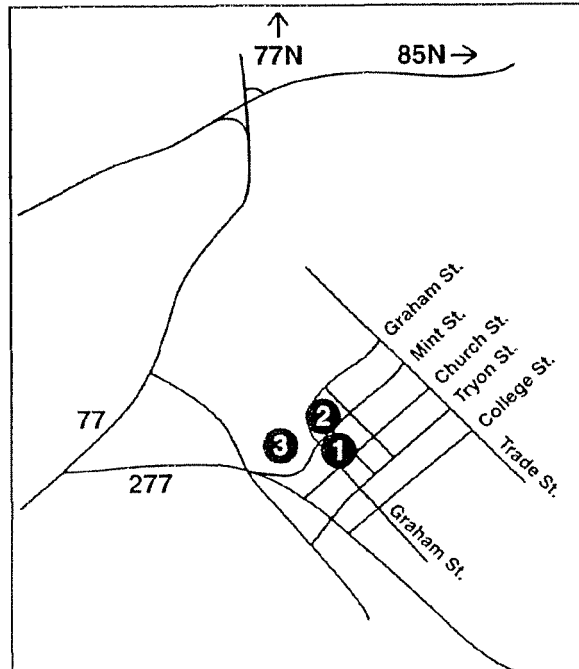 ↑
77N
85N →
Graham St.
Mint St.
Church St.
Tryon St.
College St.
Trade St.
2
3
1
77
277
Graham St.